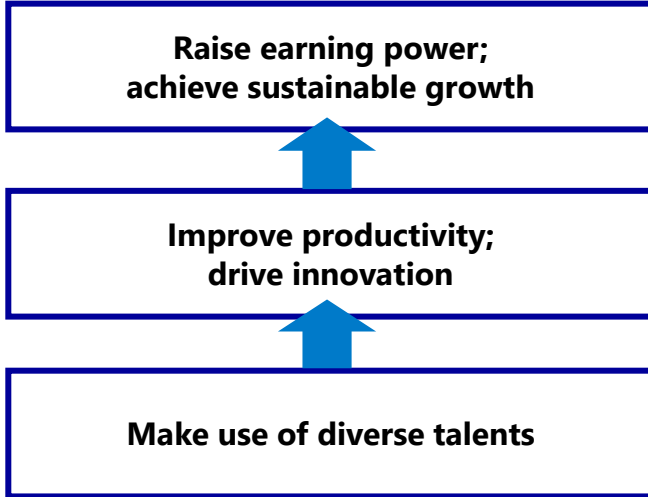 Raise earning power;
achieve sustainable growth
Improve productivity;
drive innovation
Make use of diverse talents